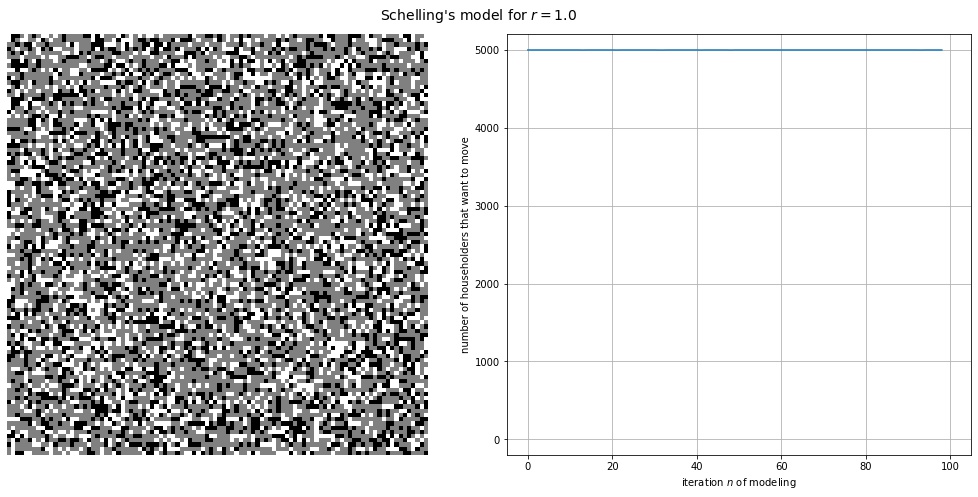 Schelling's model for r = 1.0
number of householders that want to move
5000
4000
3000
2000
1000
0
0 20 40 60 80 100
iteration n of modeling